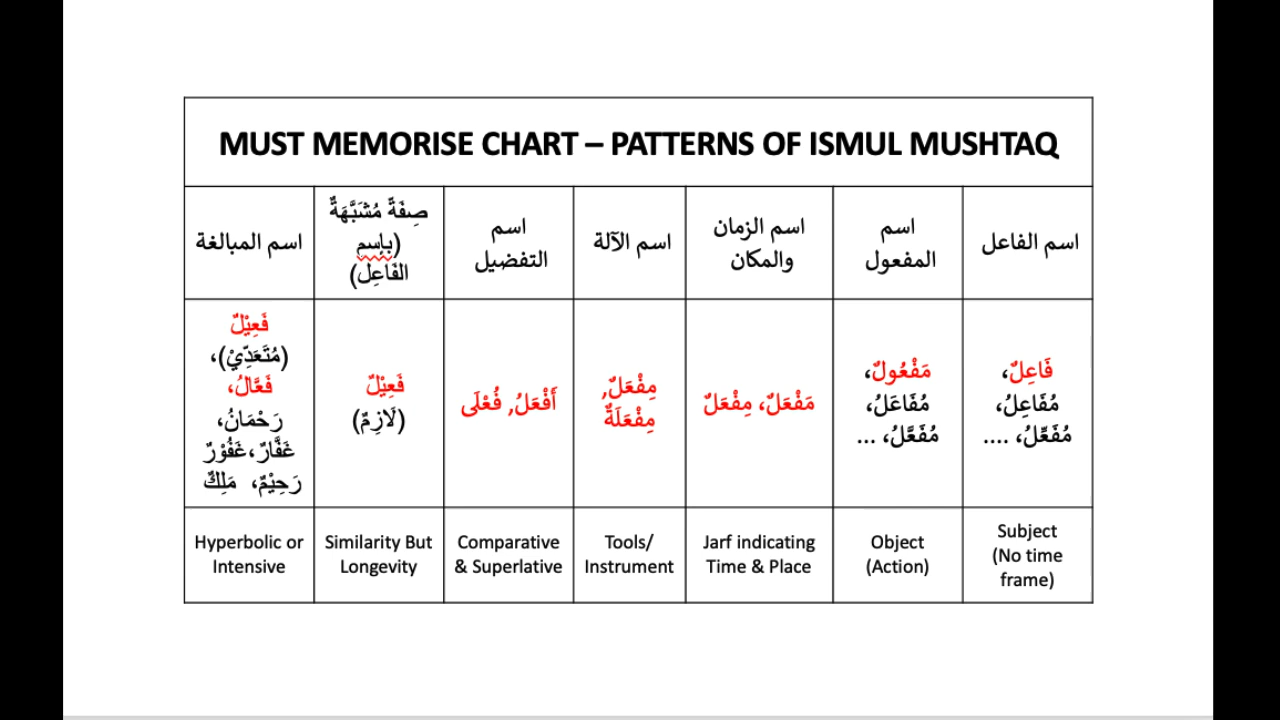 MUST MEMORISE CHART – PATTERNS OF ISMUL MUSHTAQ
اسم الفاعل
اسم
المفعول
اسم الزمان
والمكان
اسم الآلة
اسم
التفضيل
صِفَةً مُشَبَّهَةٌ
(بإسم
الفَاعِل)
اسم المبالغة
فَاعِلٌ،
مُفَاعِلُ،
مُفَعِّلُ، ....
مَفْعُولٌ،
مُفَاعَلُ،
مُفَعَّلُ، ...
مَفْعَلٌ، مِفْعَلٌ
مِفْعَلٌ,
مِفْعَلَةٌ
أَفْعَلُ, فُعْلَى
فَعِيْلٌ
(لَازِمٌ)
فَعِيْلٌ
(مُتَعَدِّيْ)،
فَعَّالُ،
رَحْمَانُ،
غَفَّارٌ،غَفُوْرٌ
رَحِيْمٌ، مَلِكٌ
Subject
(No time
frame)
Object
(Action)
Jarf indicating
Time & Place
Tools/
Instrument
Comparative
& Superlative
Similarity But
Longevity
Hyperbolic or
Intensive